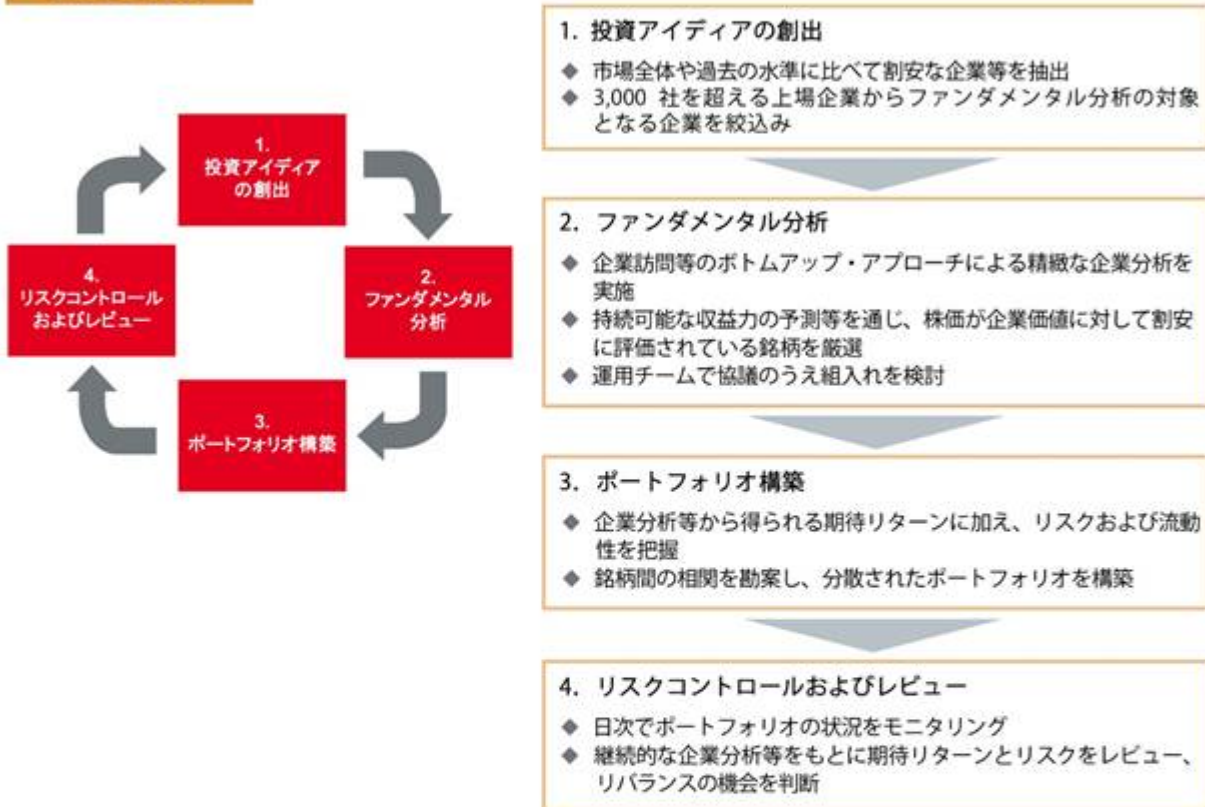 1.
投資アイディア
の創出
2.
ファンダメンタル
分析
3.
ポートフォリオ構築
4.
リスクコントロール
およびレビュー
1. 投資アイディアの創出
◆ 市場全体や過去の水準に比べて割安な企業等を抽出
◆ 3,000 社を超える上場企業からファンダメンタル分析の対象
となる企業を絞込み
2. ファンダメンタル分析
◆ 企業訪問等のボトムアップ・アプローチによる精緻な企業分析を
実施
◆ 持続可能な収益力の予測等を通じ、株価が企業価値に対して割安
に評価されている銘柄を厳選
◆ 運用チームで協議のうえ組入れを検討
3. ポートフォリオ構築
◆ 企業分析等から得られる期待リターンに加え、リスクおよび流動
性を把握
◆ 銘柄間の相関を勘案し、分散されたポートフォリオを構築
4. リスクコントロールおよびレビュー
◆ 日次でポートフォリオの状況をモニタリング
◆ 継続的な企業分析等をもとに期待リターンとリスクをレビュー、
リバランスの機会を判断